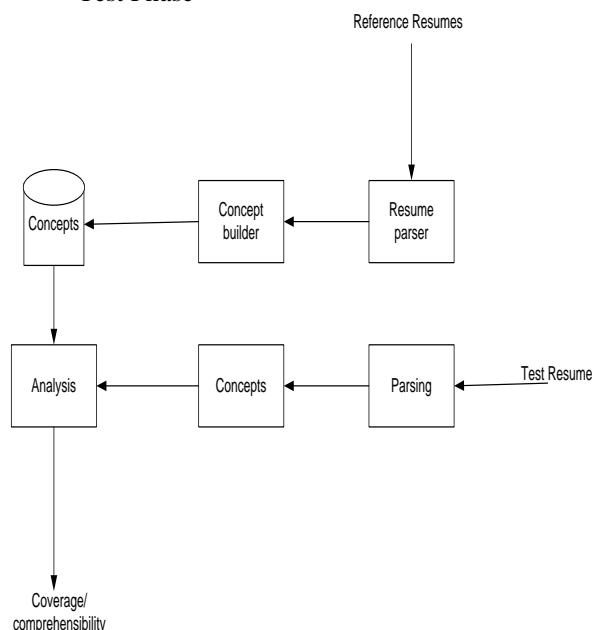 Test Phase
Reference Resumes
Concepts
Concept
builder
Resume
parser
Analysis
Concepts
Parsing
Test Resume
Coverage/
comprehensibility